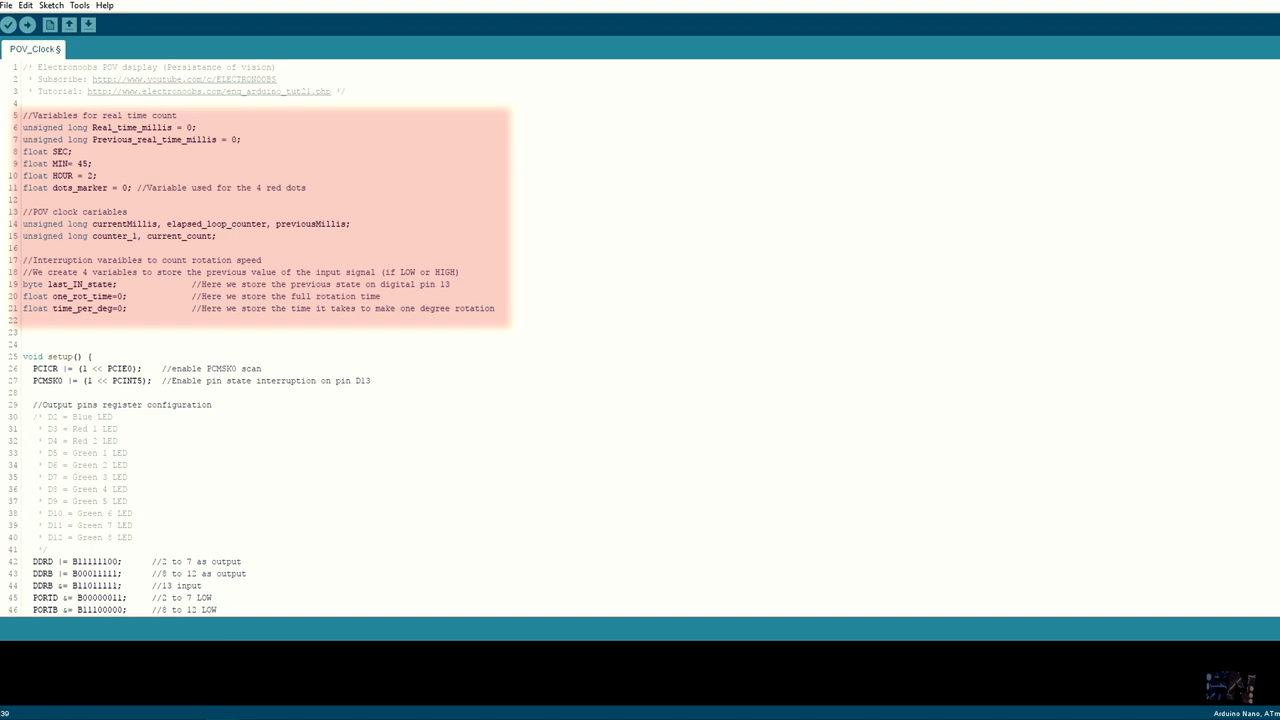 File Edit Sketch Tools Help
POV_Clock §
1 /* Electronoobs POV dsiplay (Persistance of vision)
2 * Subscribe: http://www.youtube.com/c/ELECTRONOOBS
3 * Tutorial: http://www.electronoobs.com/eng_arduino_tut21.php */
4
5 //Variables for real time count
6 unsigned long Real_time_millis = 0;
7 unsigned long Previous_real_time_millis = 0;
8 float SEC;
9 float MIN= 45;
10 float HOUR = 2;
11 float dots_marker = 0; //Variable used for the 4 red dots
12
13 //POV clock cariables
14 unsigned long currentMillis, elapsed_loop_counter, previousMillis;
15 unsigned long counter_1, current_count;
16
17 //Interruption varaibles to count rotation speed
18 //We create 4 variables to store the previous value of the input signal (if LOW or HIGH)
19 byte last_IN_state; //Here we store the previous state on digital pin 13
20 float one_rot_time=0; //Here we store the full rotation time
21 float time_per_deg=0; //Here we store the time it takes to make one degree rotation
22
23
24
25 void setup() {
26 PCICR |= (1 << PCIE0); //enable PCMSK0 scan
27 PCMSK0 |= (1 << PCINT5); //Enable pin state interruption on pin D13
28
29 //Output pins register configuration
30 /* D2 = Blue LED
31 * D3 = Red 1 LED
32 * D4 = Red 2 LED
33 * D5 = Green 1 LED
34 * D6 = Green 2 LED
35 * D7 = Green 3 LED
36 * D8 = Green 4 LED
37 * D9 = Green 5 LED
38 * D10 = Green 6 LED
39 * D11 = Green 7 LED
40 * D12 = Green 8 LED
41 */
42 DDRD |= B11111100; //2 to 7 as output
43 DDRB |= B00011111; //8 to 12 as output
44 DDRB &= B11011111; //13 input
45 PORTD &= B00000011; //2 to 7 LOW
46 PORTB &= B11100000; //8 to 12 LOW
39 Arduino Nano, ATm